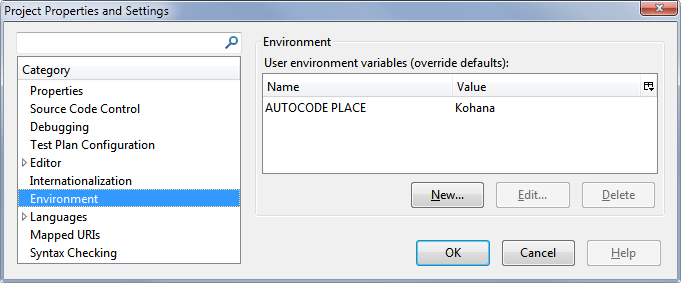 Project Properties and Settings
Category
Properties
Source Code Control
Debugging
Test Plan Configuration
Editor
Internationalization
Environment
Languages
Mapped URIs
Syntax Checking
Environment
User environment variables (override defaults):
Name Value
AUTOCODE PLACE Kohana
New... Edit... Delete
OK Cancel Help